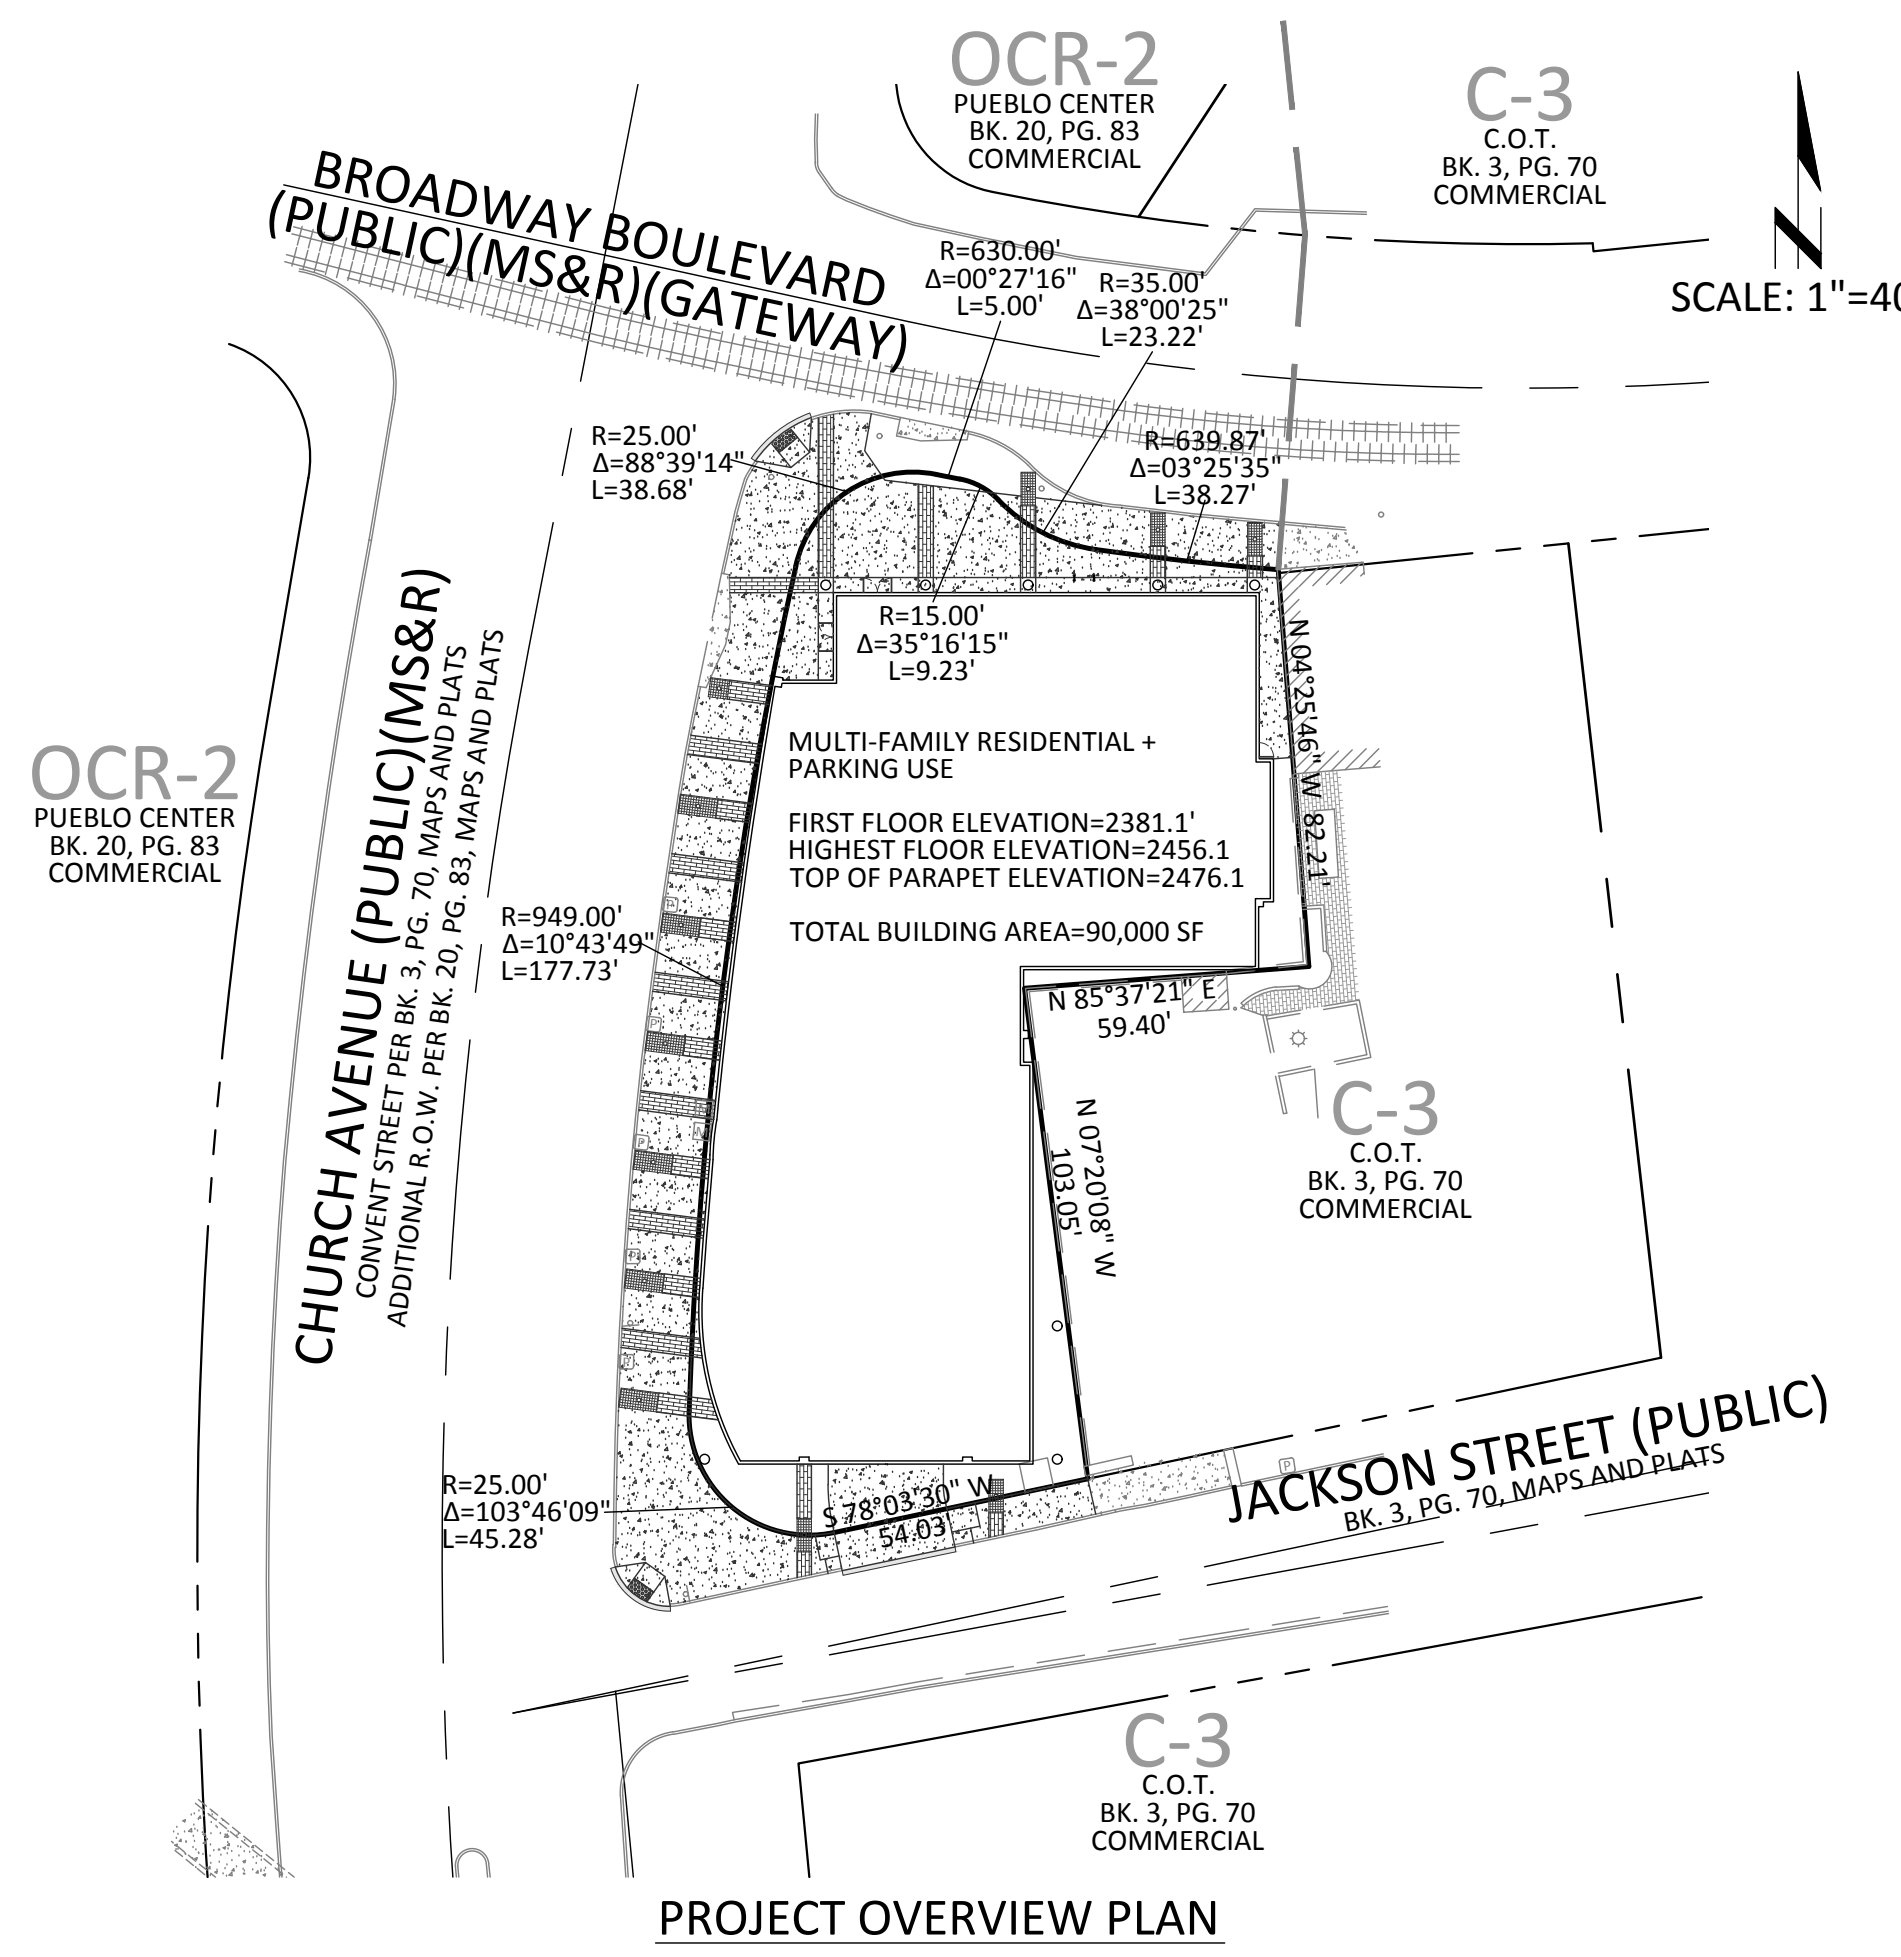 OCR-2
PUEBLO CENTER
BK. 20, PG. 83
COMMERCIAL
C-3
C.O.T.
BK. 3, PG. 70
COMMERCIAL
SCALE: 1"=40
BROADWAY BOULEVARD
(PUBLIC)(MS&R)(GATEWAY)
R=630.00'
Δ=00°27'16"
L=5.00'
R=35.00'
Δ=38°00'25"
L=23.22'
R=25.00'
Δ=88°39'14"
L=38.68'
R=639.87'
Δ=03°25'35"
L=38.27'
R=15.00'
Δ=35°16'15"
L=9.23'
N 04°25'46" W 82.21'
OCR-2
PUEBLO CENTER
BK. 20, PG. 83
COMMERCIAL
CHURCH AVENUE (PUBLIC)(MS&R)
CONVENT STREET PER BK. 3, PG. 70, MAPS AND PLATS
ADDITIONAL R.O.W. PER BK. 20, PG. 83, MAPS AND PLATS
MULTI-FAMILY RESIDENTIAL +
PARKING USE
FIRST FLOOR ELEVATION=2381.1'
HIGHEST FLOOR ELEVATION=2456.1
TOP OF PARAPET ELEVATION=2476.1
TOTAL BUILDING AREA=90,000 SF
R=949.00'
Δ=10°43'49"
L=177.73'
N 85°37'21" E
59.40'
N 07°20'08" W
103.05'
C-3
C.O.T.
BK. 3, PG. 70
COMMERCIAL
P
P
P
P
P
JACKSON STREET (PUBLIC)
BK. 3, PG. 70, MAPS AND PLATS
R=25.00'
Δ=103°46'09"
L=45.28'
S 78°03'30" W
54.03'
C-3
C.O.T.
BK. 3, PG. 70
COMMERCIAL
PROJECT OVERVIEW PLAN